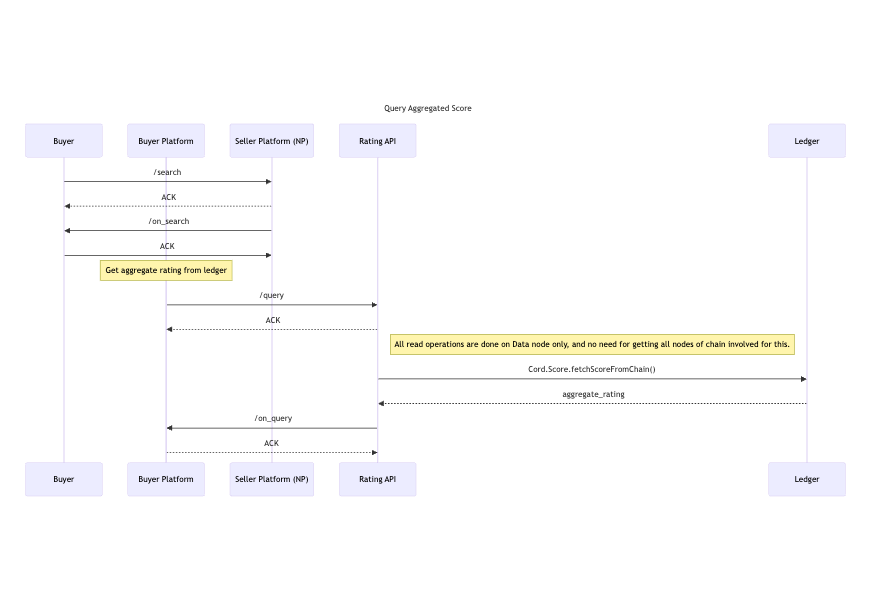 Query Aggregated Score
Buyer
Buyer Platform
Seller Platform (NP)
Rating API
Ledger
/search
ACK
/on_search
ACK
Get aggregate rating from ledger
/query
ACK
All read operations are done on Data node only, and no need for getting all nodes of chain involved for this.
Cord.Score.fetchScoreFromChain()
aggregate_rating
/on_query
ACK
Buyer
Buyer Platform
Seller Platform (NP)
Rating API
Ledger